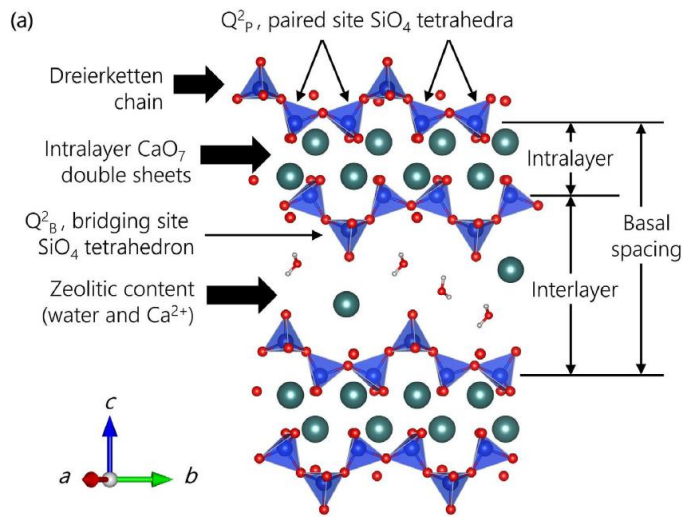 (a)
Q²P, paired site SiO4 tetrahedra
Dreierketten
chain
Intralayer CaO7
double sheets
Q²B, bridging site
SiO4 tetrahedron
Zeolitic content
(water and Ca²⁺)
Intralayer
Basal
spacing
Interlayer
c
a
b